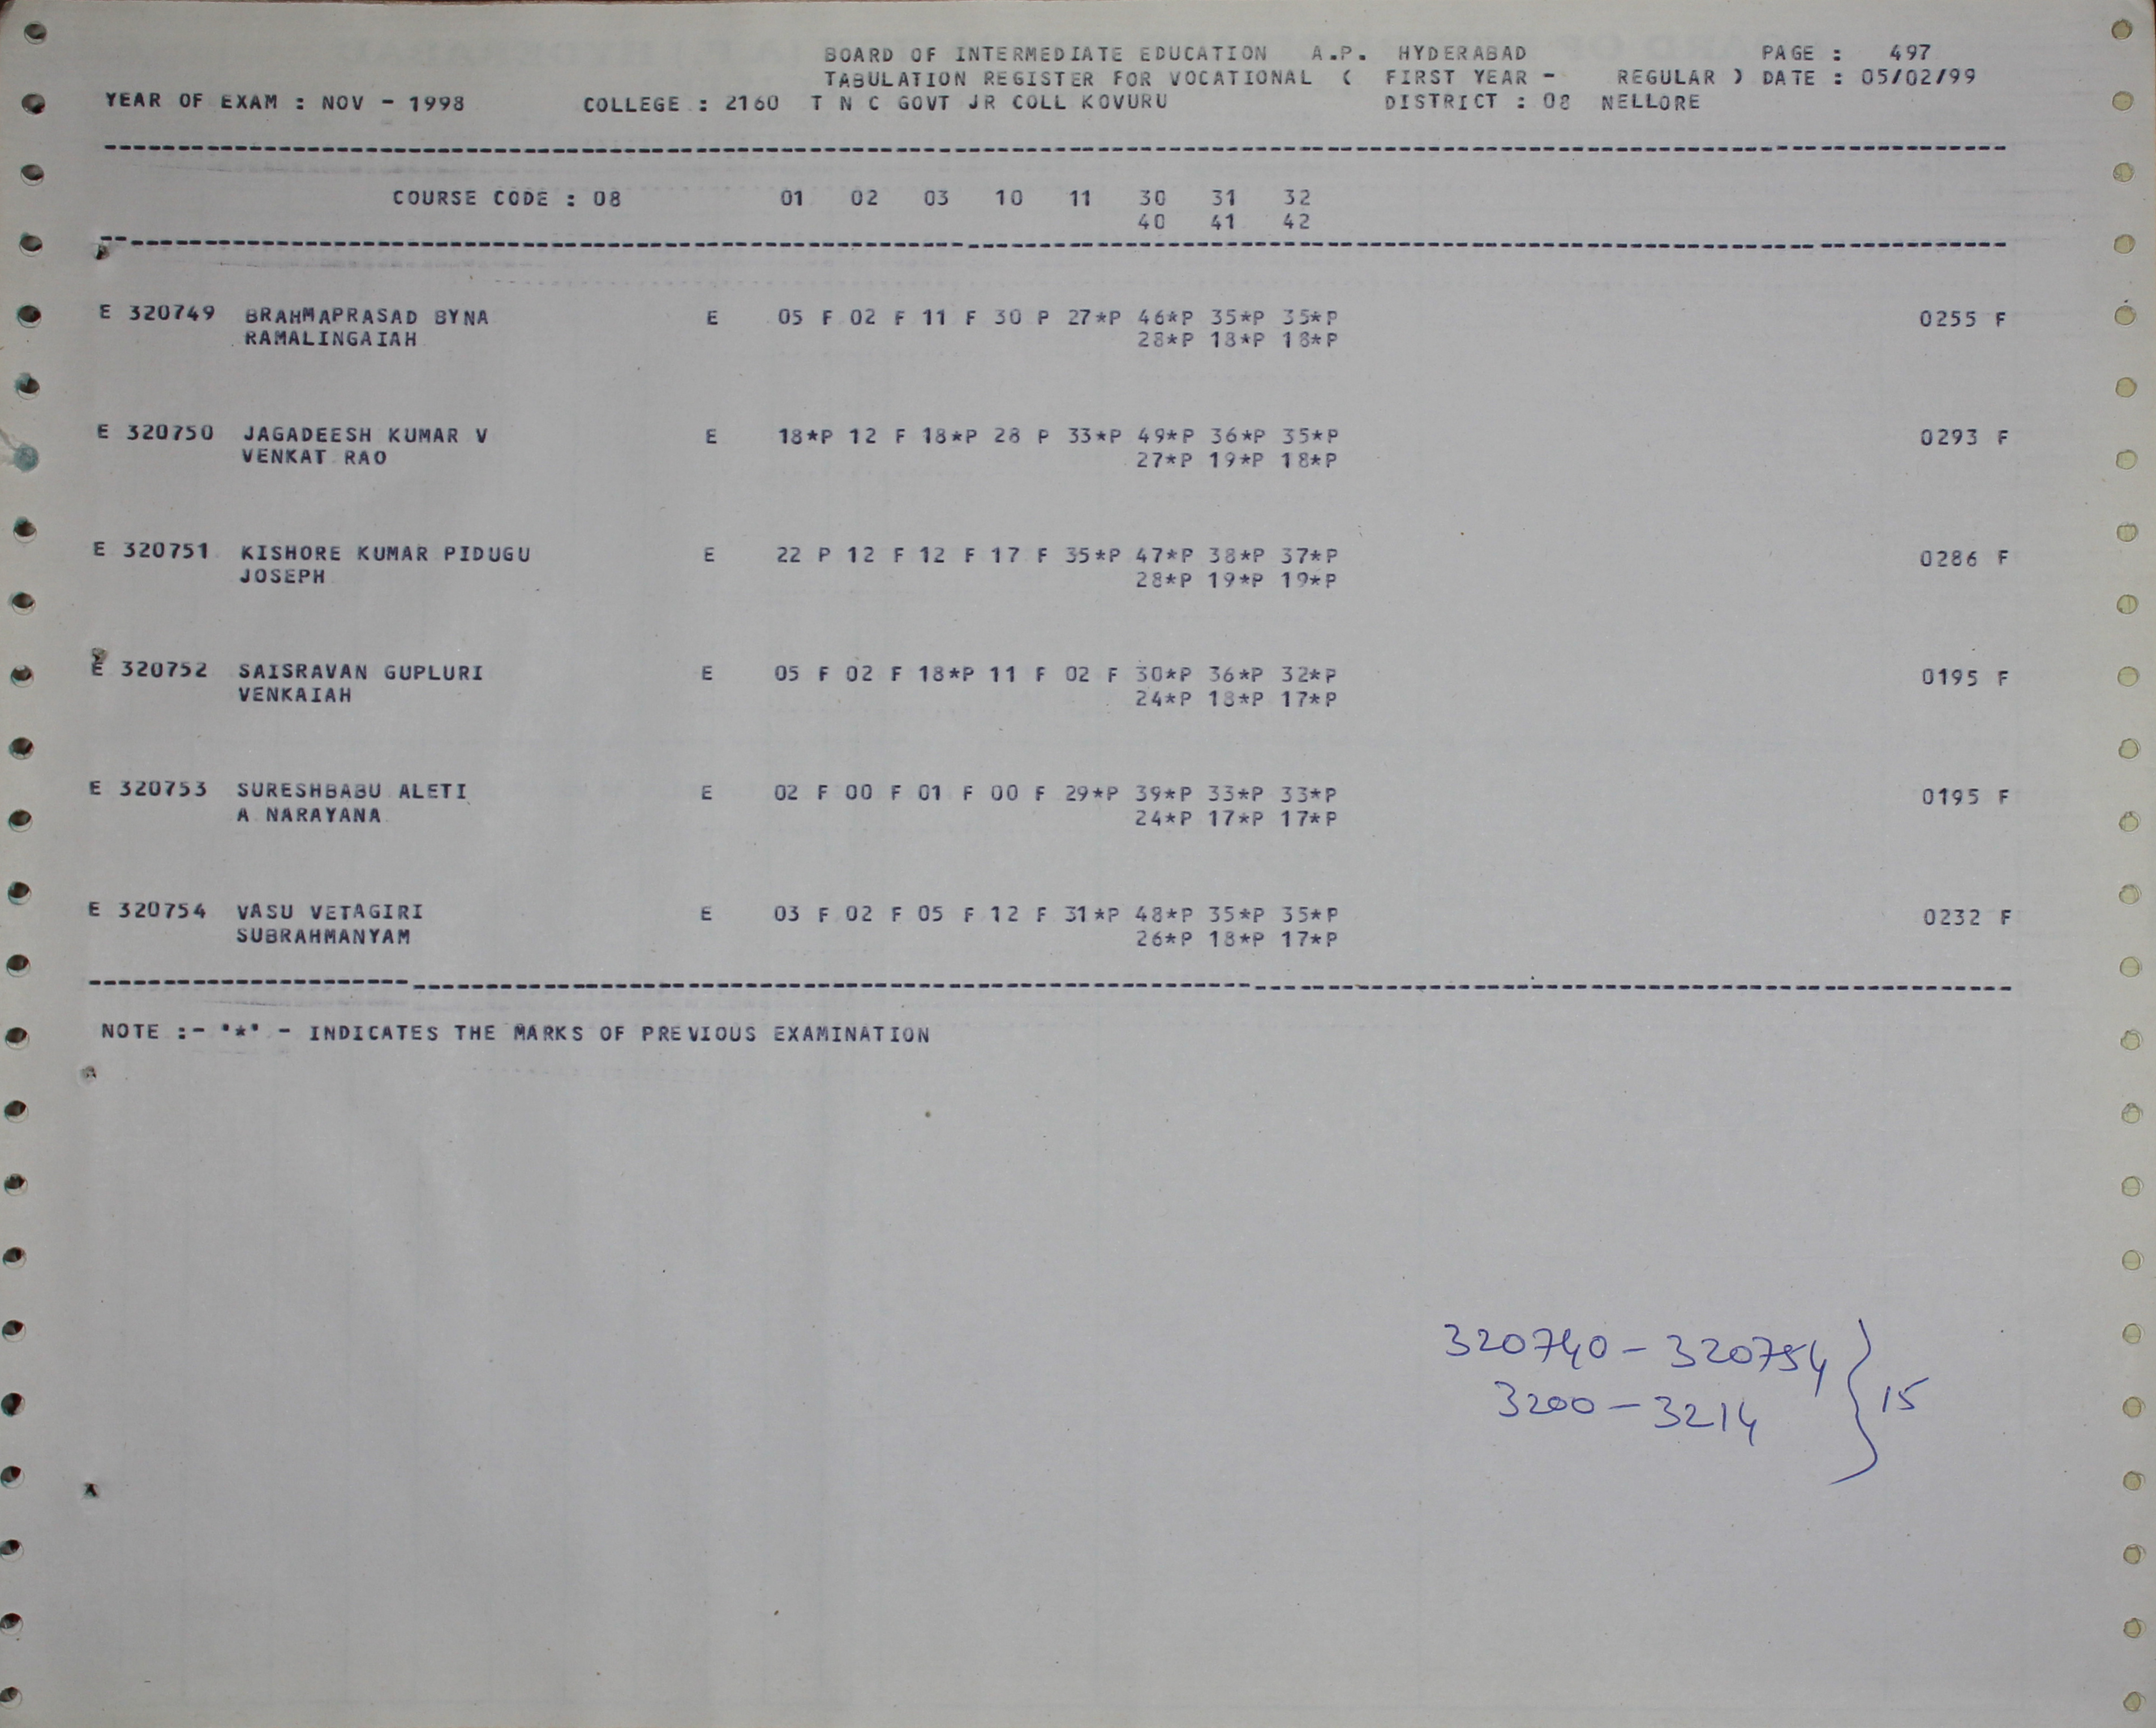 BOARD OF INTERMEDIATE EDUCATION A.P. HYDERABAD PAGE : 497
TABULATION REGISTER FOR VOCATIONAL ( FIRST YEAR - REGULAR ) DATE : 05/02/99
YEAR OF EXAM : NOV - 1998 COLLEGE : 2160 T N C GOVT JR COLL KOVURU DISTRICT : 08 NELLORE
COURSE CODE : 08 01 02 03 10 11 30 31 32
40 41 42
E 320749 BRAHMAPRASAD BYNA E 05 F 02 F 11 F 30 P 27*P 46*P 35*P 35*P 0255 F
RAMALINGAIAH 28*P 18*P 18*P
E 320750 JAGADEESH KUMAR V E 18*P 12 F 18*P 28 P 33*P 49*P 36*P 35*P 0293 F
VENKAT RAO 27*P 19*P 18*P
E 320751 KISHORE KUMAR PIDUGU E 22 P 12 F 12 F 17 F 35*P 47*P 38*P 37*P 0286 F
JOSEPH 28*P 19*P 19*P
E 320752 SAISRAVAN GUPLURI E 05 F 02 F 18*P 11 F 02 F 30*P 36*P 32*P 0195 F
VENKAIAH 24*P 18*P 17*P
E 320753 SURESHBABU ALETI E 02 F 00 F 01 F 00 F 29*P 39*P 33*P 33*P 0195 F
A NARAYANA 24*P 17*P 17*P
E 320754 VASU VETAGIRI E 03 F 02 F 05 F 12 F 31*P 48*P 35*P 35*P 0232 F
SUBRAHMANYAM 26*P 18*P 17*P
NOTE :- "*" - INDICATES THE MARKS OF PREVIOUS EXAMINATION
320740 - 320754
3200 - 3214 } 15